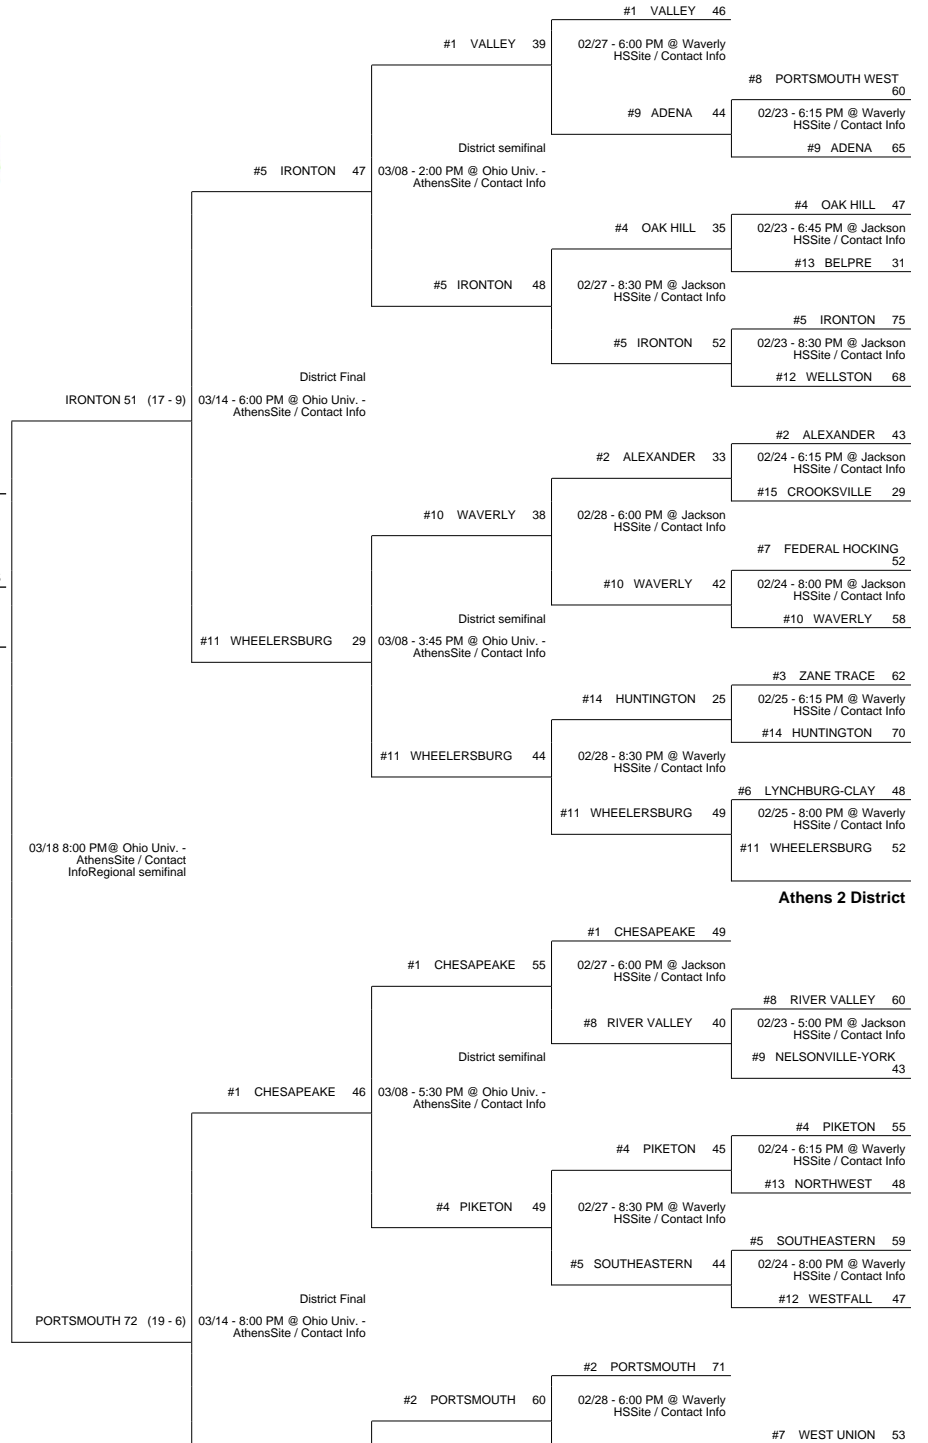 #1 VALLEY 46
#1 VALLEY 39
02/27 - 6:00 PM @ Waverly
HSSite / Contact Info
#8 PORTSMOUTH WEST
60
#9 ADENA 44
02/23 - 6:15 PM @ Waverly
HSSite / Contact Info
District semifinal
#9 ADENA 65
#5 IRONTON 47
03/08 - 2:00 PM @ Ohio Univ. -
AthensSite / Contact Info
#4 OAK HILL 47
#4 OAK HILL 35
02/23 - 6:45 PM @ Jackson
HSSite / Contact Info
#13 BELPRE 31
#5 IRONTON 48
02/27 - 8:30 PM @ Jackson
HSSite / Contact Info
#5 IRONTON 75
#5 IRONTON 52
02/23 - 8:30 PM @ Jackson
HSSite / Contact Info
District Final
#12 WELLSTON 68
IRONTON 51 (17 - 9)
03/14 - 6:00 PM @ Ohio Univ. -
AthensSite / Contact Info
#2 ALEXANDER 43
#2 ALEXANDER 33
02/24 - 6:15 PM @ Jackson
HSSite / Contact Info
#15 CROOKSVILLE 29
#10 WAVERLY 38
02/28 - 6:00 PM @ Jackson
HSSite / Contact Info
#7 FEDERAL HOCKING
52
#10 WAVERLY 42
02/24 - 8:00 PM @ Jackson
HSSite / Contact Info
District semifinal
#10 WAVERLY 58
#11 WHEELERSBURG 29
03/08 - 3:45 PM @ Ohio Univ. -
AthensSite / Contact Info
#3 ZANE TRACE 62
#14 HUNTINGTON 25
02/25 - 6:15 PM @ Waverly
HSSite / Contact Info
#14 HUNTINGTON 70
#11 WHEELERSBURG 44
02/28 - 8:30 PM @ Waverly
HSSite / Contact Info
#6 LYNCHBURG-CLAY 48
#11 WHEELERSBURG 49
02/25 - 8:00 PM @ Waverly
HSSite / Contact Info
03/18 8:00 PM@ Ohio Univ. -
AthensSite / Contact
InfoRegional semifinal
#11 WHEELERSBURG 52
Athens 2 District
#1 CHESAPEAKE 49
#1 CHESAPEAKE 55
02/27 - 6:00 PM @ Jackson
HSSite / Contact Info
#8 RIVER VALLEY 60
#8 RIVER VALLEY 40
02/23 - 5:00 PM @ Jackson
HSSite / Contact Info
District semifinal
#9 NELSONVILLE-YORK
43
#1 CHESAPEAKE 46
03/08 - 5:30 PM @ Ohio Univ. -
AthensSite / Contact Info
#4 PIKETON 55
#4 PIKETON 45
02/24 - 6:15 PM @ Waverly
HSSite / Contact Info
#13 NORTHWEST 48
#4 PIKETON 49
02/27 - 8:30 PM @ Waverly
HSSite / Contact Info
#5 SOUTHEASTERN 59
#5 SOUTHEASTERN 44
02/24 - 8:00 PM @ Waverly
HSSite / Contact Info
District Final
#12 WESTFALL 47
PORTSMOUTH 72 (19 - 6)
03/14 - 8:00 PM @ Ohio Univ. -
AthensSite / Contact Info
#2 PORTSMOUTH 71
#2 PORTSMOUTH 60
02/28 - 6:00 PM @ Waverly
HSSite / Contact Info
#7 WEST UNION 53